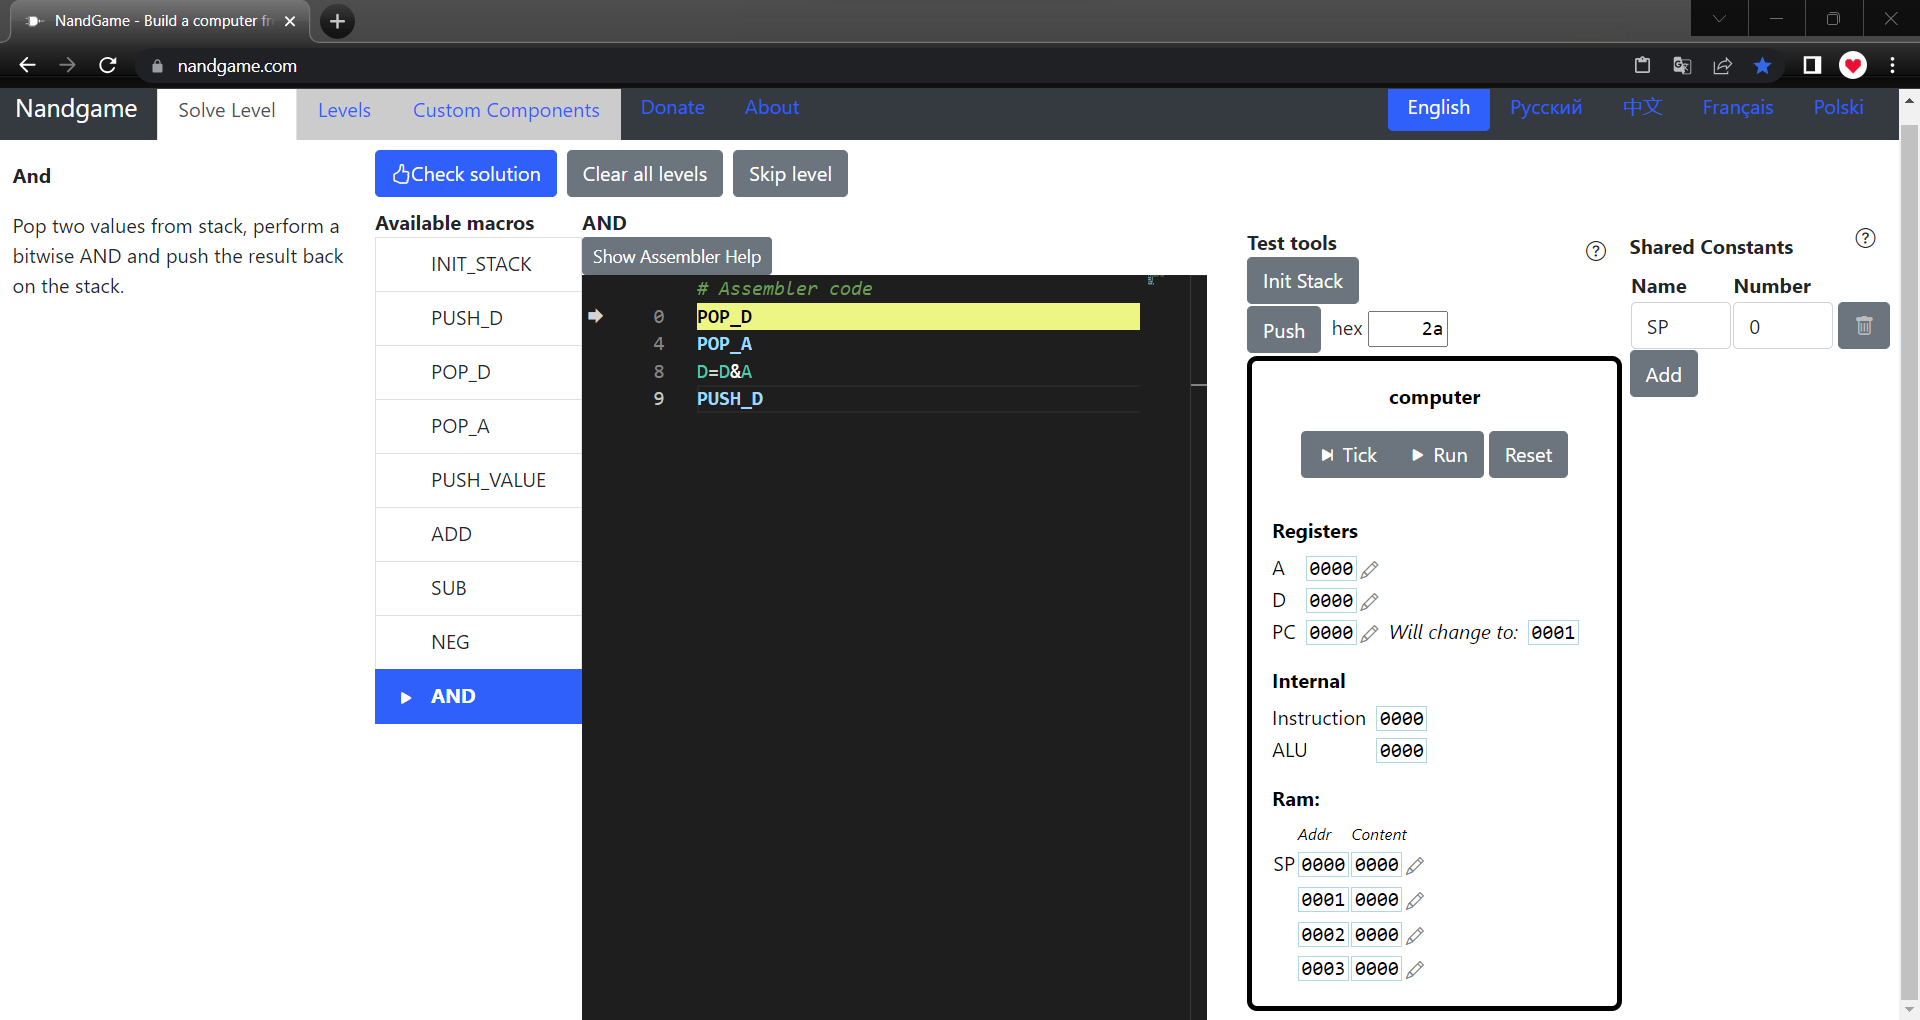 NandGame - Build a computer fr
nandgame.com
Nandgame
Solve Level
Levels
Custom Components
Donate
About
English
Русский
中文
Français
Polski
And
Pop two values from stack, perform a
bitwise AND and push the result back
on the stack.
Check solution
Clear all levels
Skip level
Available macros
INIT_STACK
PUSH_D
POP_D
POP_A
PUSH_VALUE
ADD
SUB
NEG
AND
AND
Show Assembler Help
# Assembler code
0 POP_D
4 POP_A
8 D=D&A
9 PUSH_D
Test tools
Init Stack
Push hex 2a
computer
Tick Run Reset
Registers
A 0000
D 0000
PC 0000 Will change to: 0001
Internal
Instruction 0000
ALU 0000
Ram:
Addr Content
SP 0000 0000
0001 0000
0002 0000
0003 0000
Shared Constants
Name Number
SP 0
Add